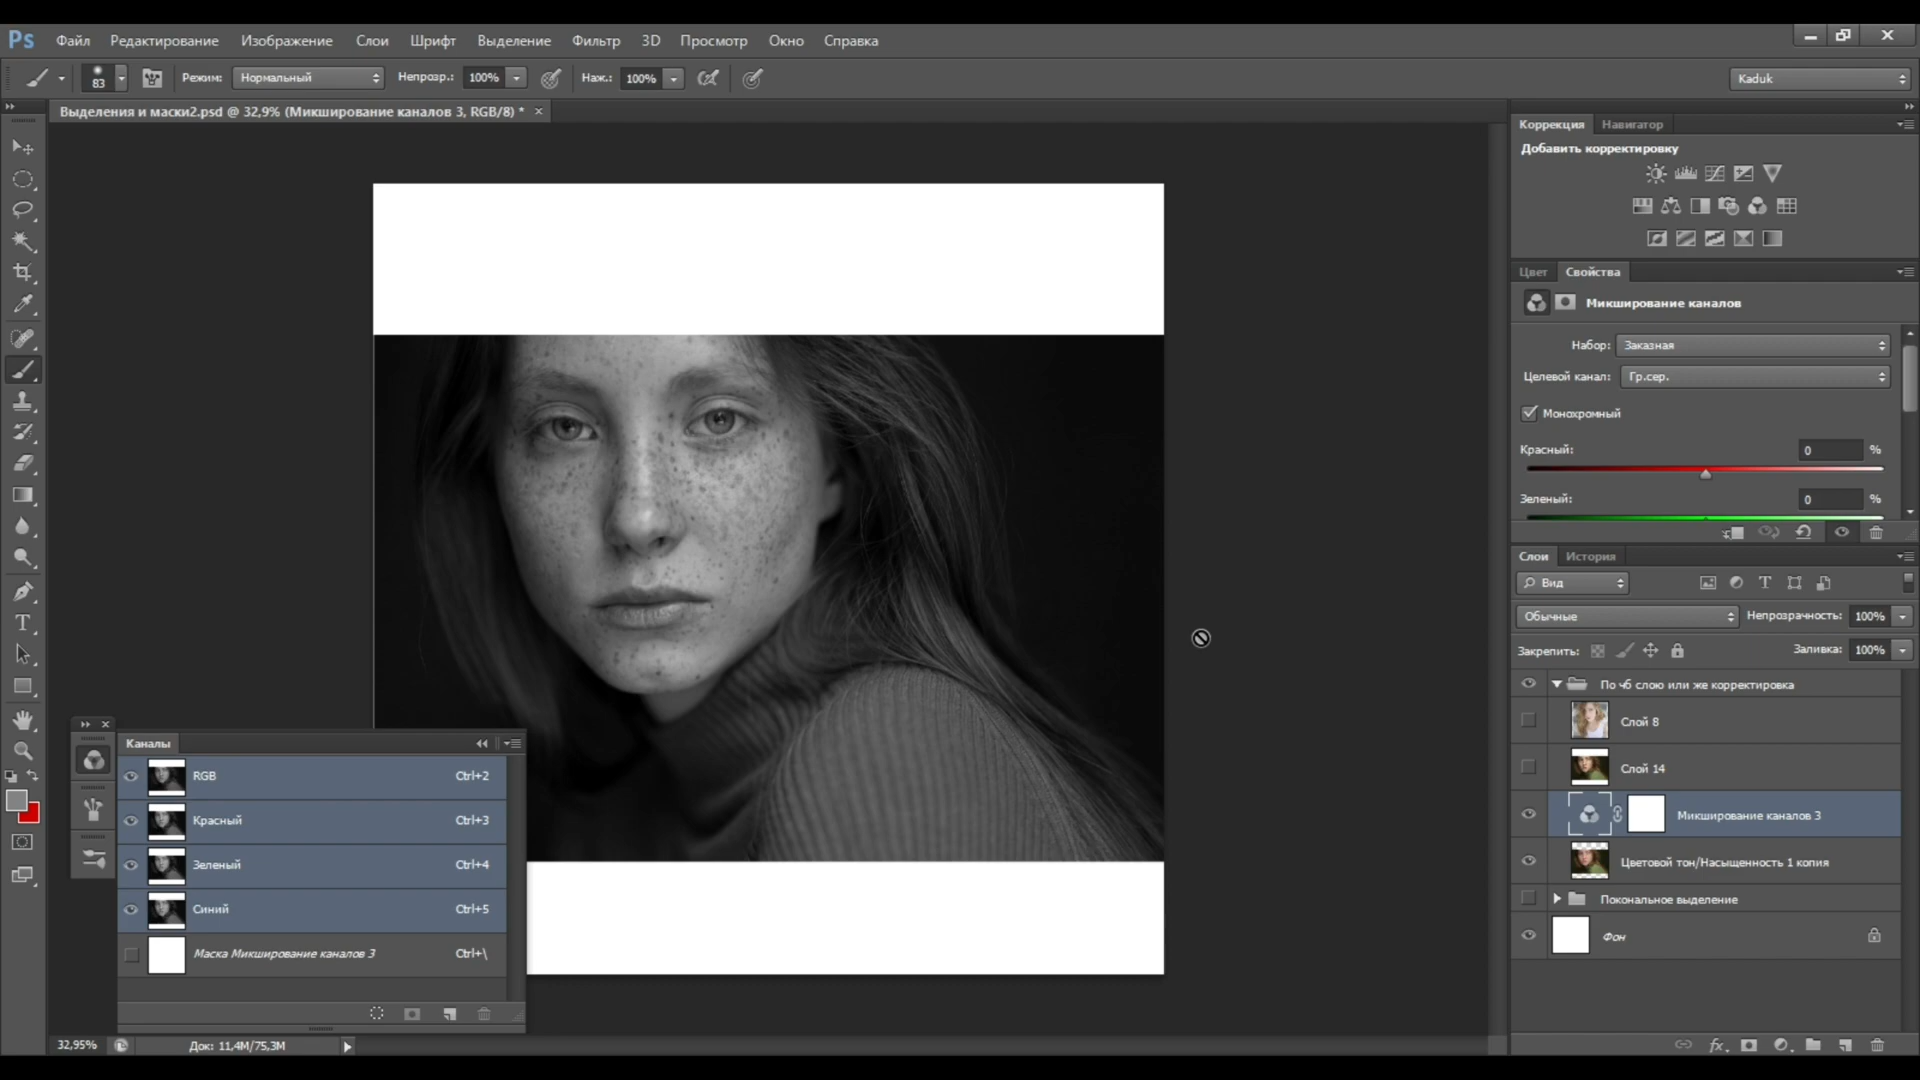 Ps Файл Редактирование Изображение Слои Шрифт Выделение Фильтр 3D Просмотр Окно Справка
83 Режим: Нормальный Непрозр.: 100% Наж.: 100% Kaduk
Выделения и маски2.psd @ 32,9% (Микширование каналов 3, RGB/8) *
Коррекция Навигатор
Добавить корректировку
Цвет Свойства
Микширование каналов
Набор: Заказная
Целевой канал: Гр.сер.
Монохромный
Красный: 0 %
Зеленый: 0 %
Слои История
Вид
Обычные Непрозрачность: 100%
Закрепить: Заливка: 100%
По чб слою или же корректировка
Слой 8
Слой 14
Микширование каналов 3
Цветовой тон/Насыщенность 1 копия
Покональное выделение
Фон
Каналы
RGB Ctrl+2
Красный Ctrl+3
Зеленый Ctrl+4
Синий Ctrl+5
Маска Микширование каналов 3 Ctrl+\
32,95% Док: 11,4M/75,3M
fx